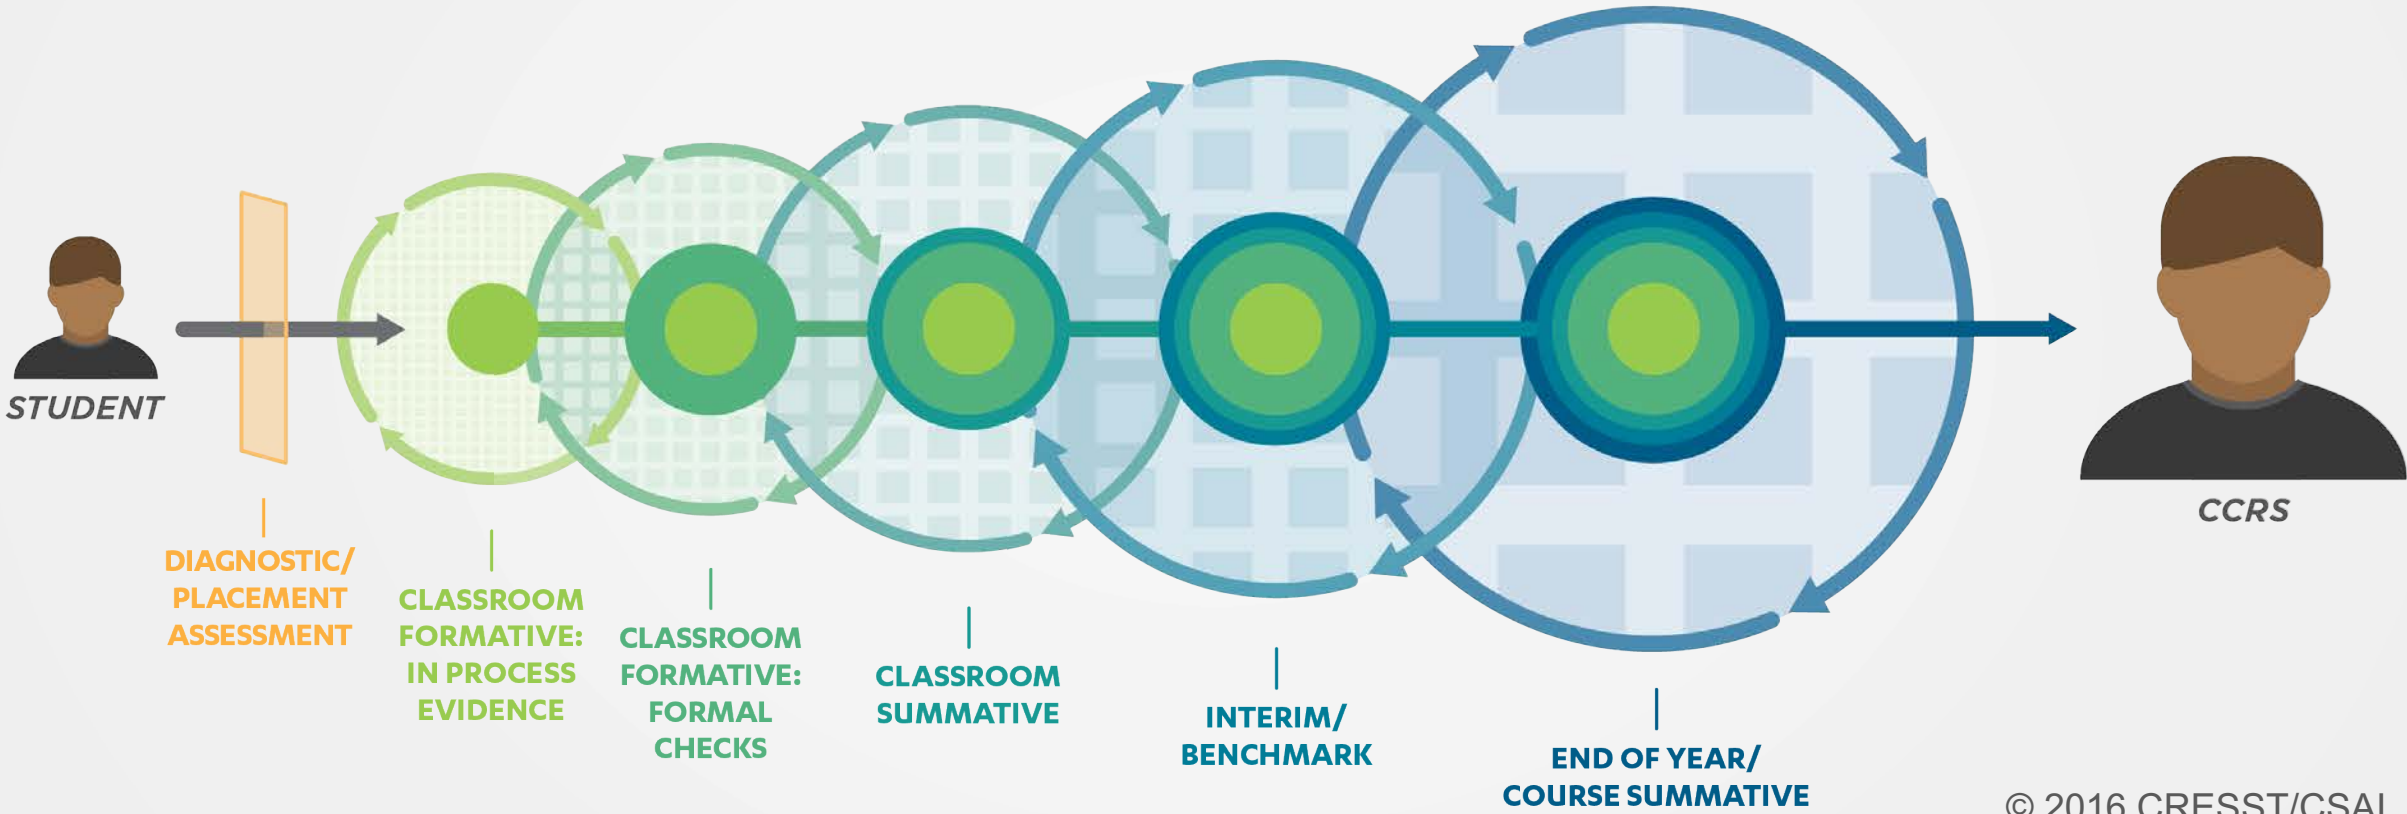 STUDENT
DIAGNOSTIC/
PLACEMENT
ASSESSMENT
CLASSROOM
FORMATIVE:
IN PROCESS
EVIDENCE
CLASSROOM
FORMATIVE:
FORMAL
CHECKS
CLASSROOM
SUMMATIVE
INTERIM/
BENCHMARK
END OF YEAR/
COURSE SUMMATIVE
CCRS
© 2016 CRESST/CSAI